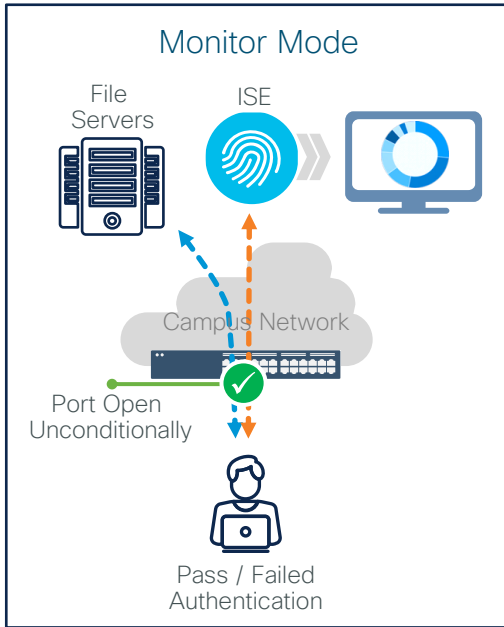 Monitor Mode
File
Servers
ISE
Campus Network
Port Open
Unconditionally
Pass / Failed
Authentication